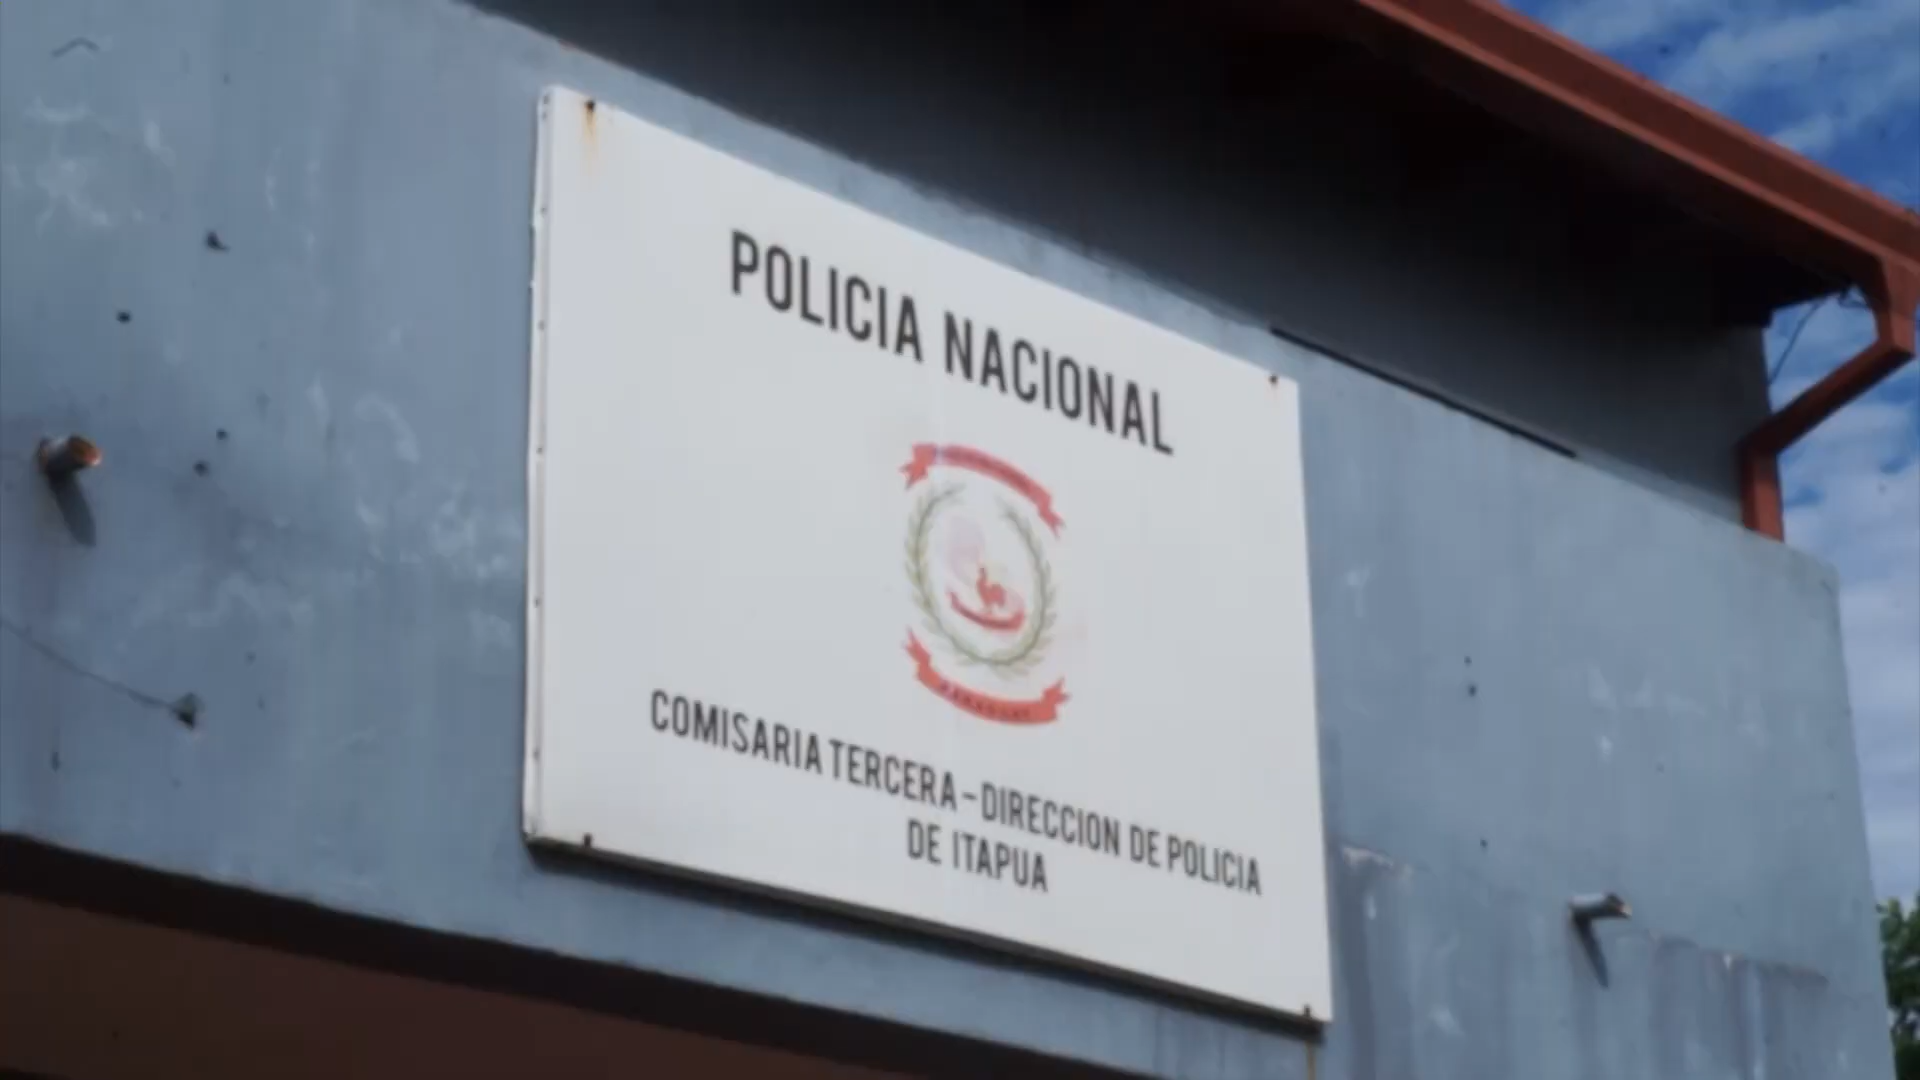 POLICIA NACIONAL
COMISARIA TERCERA - DIRECCION DE POLICIA
DE ITAPUA